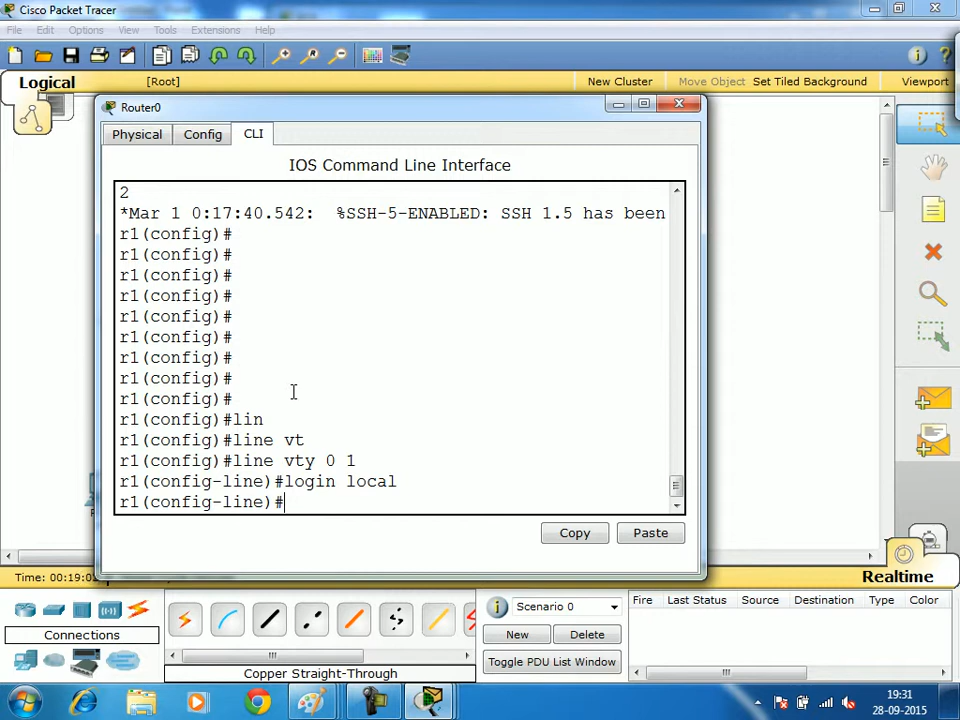 Cisco Packet Tracer
File Edit Options View Tools Extensions Help
Logical [Root] New Cluster Move Object Set Tiled Background Viewport
Router0
Physical Config CLI
IOS Command Line Interface
2
*Mar 1 0:17:40.542: %SSH-5-ENABLED: SSH 1.5 has been
r1(config)#
r1(config)#
r1(config)#
r1(config)#
r1(config)#
r1(config)#
r1(config)#
r1(config)#
r1(config)#
r1(config)#lin
r1(config)#line vt
r1(config)#line vty 0 1
r1(config-line)#login local
r1(config-line)#
Copy Paste
Time: 00:19:0
Realtime
Connections
Copper Straight-Through
Scenario 0
New Delete
Toggle PDU List Window
Fire Last Status Source Destination Type Color
19:31
28-09-2015